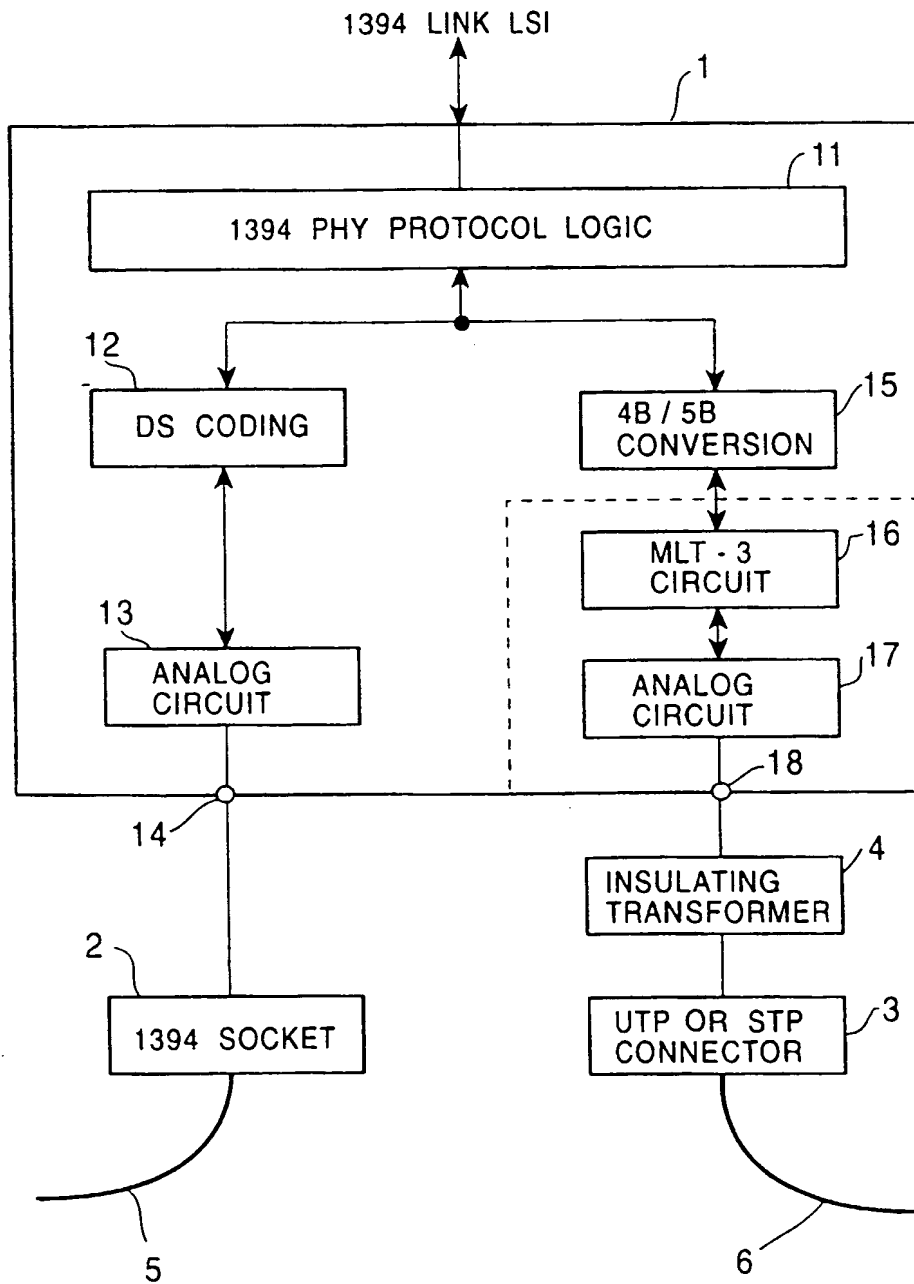 1394 LINK LSI
1
11
1394 PHY PROTOCOL LOGIC
12
DS CODING
15
4B / 5B
CONVERSION
16
MLT - 3
CIRCUIT
13
ANALOG
CIRCUIT
17
ANALOG
CIRCUIT
14
18
4
INSULATING
TRANSFORMER
2
1394 SOCKET
3
UTP OR STP
CONNECTOR
5
6